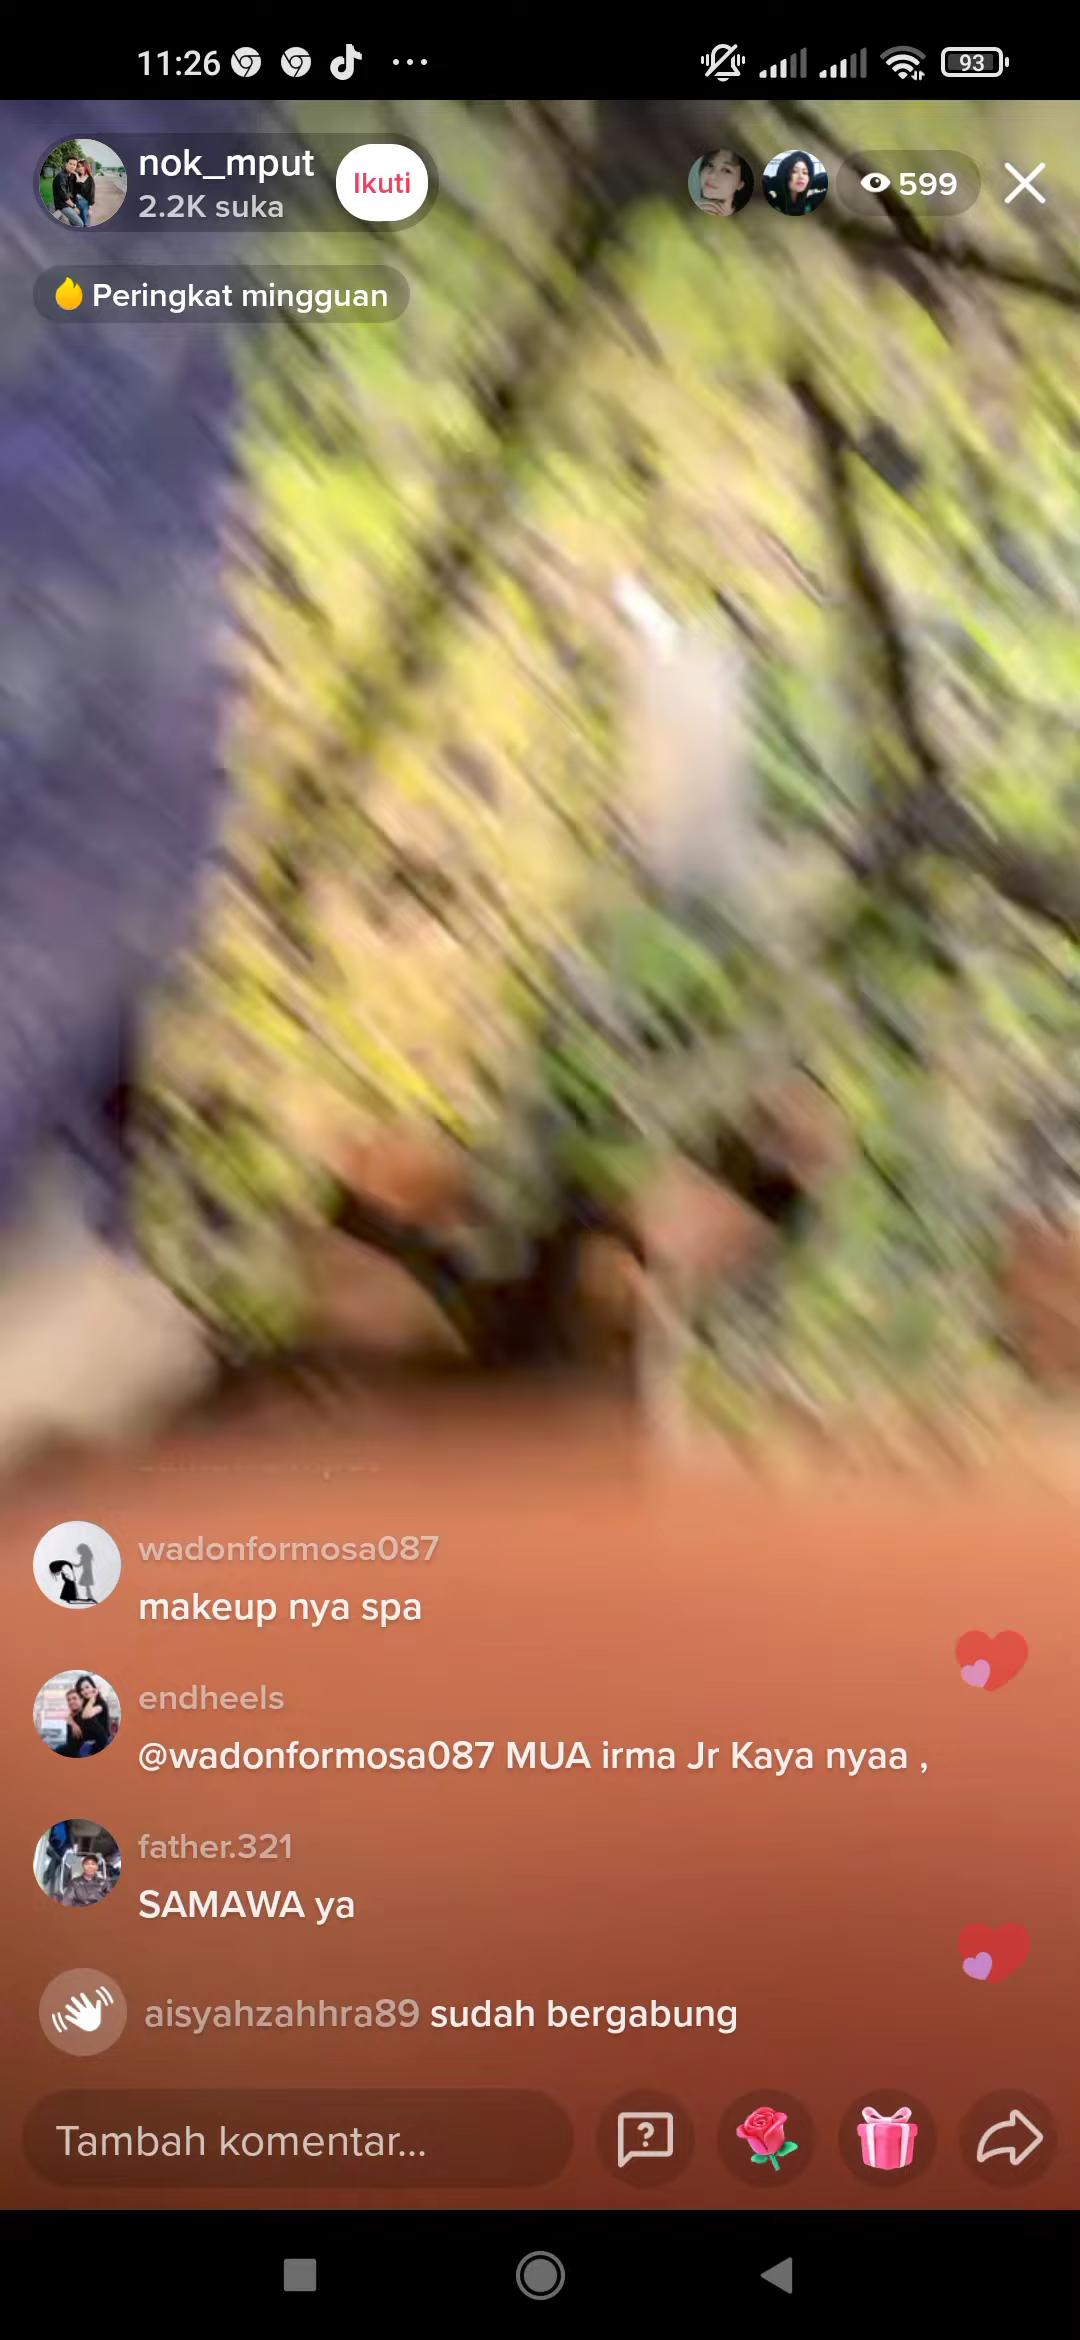 11:26
93
nok_mput
2.2K suka
Ikuti
599
Peringkat mingguan
wadonformosa087
makeup nya spa
endheels
@wadonformosa087 MUA irma Jr Kaya nyaa ,
father.321
SAMAWA ya
aisyahzahhra89 sudah bergabung
Tambah komentar...
?